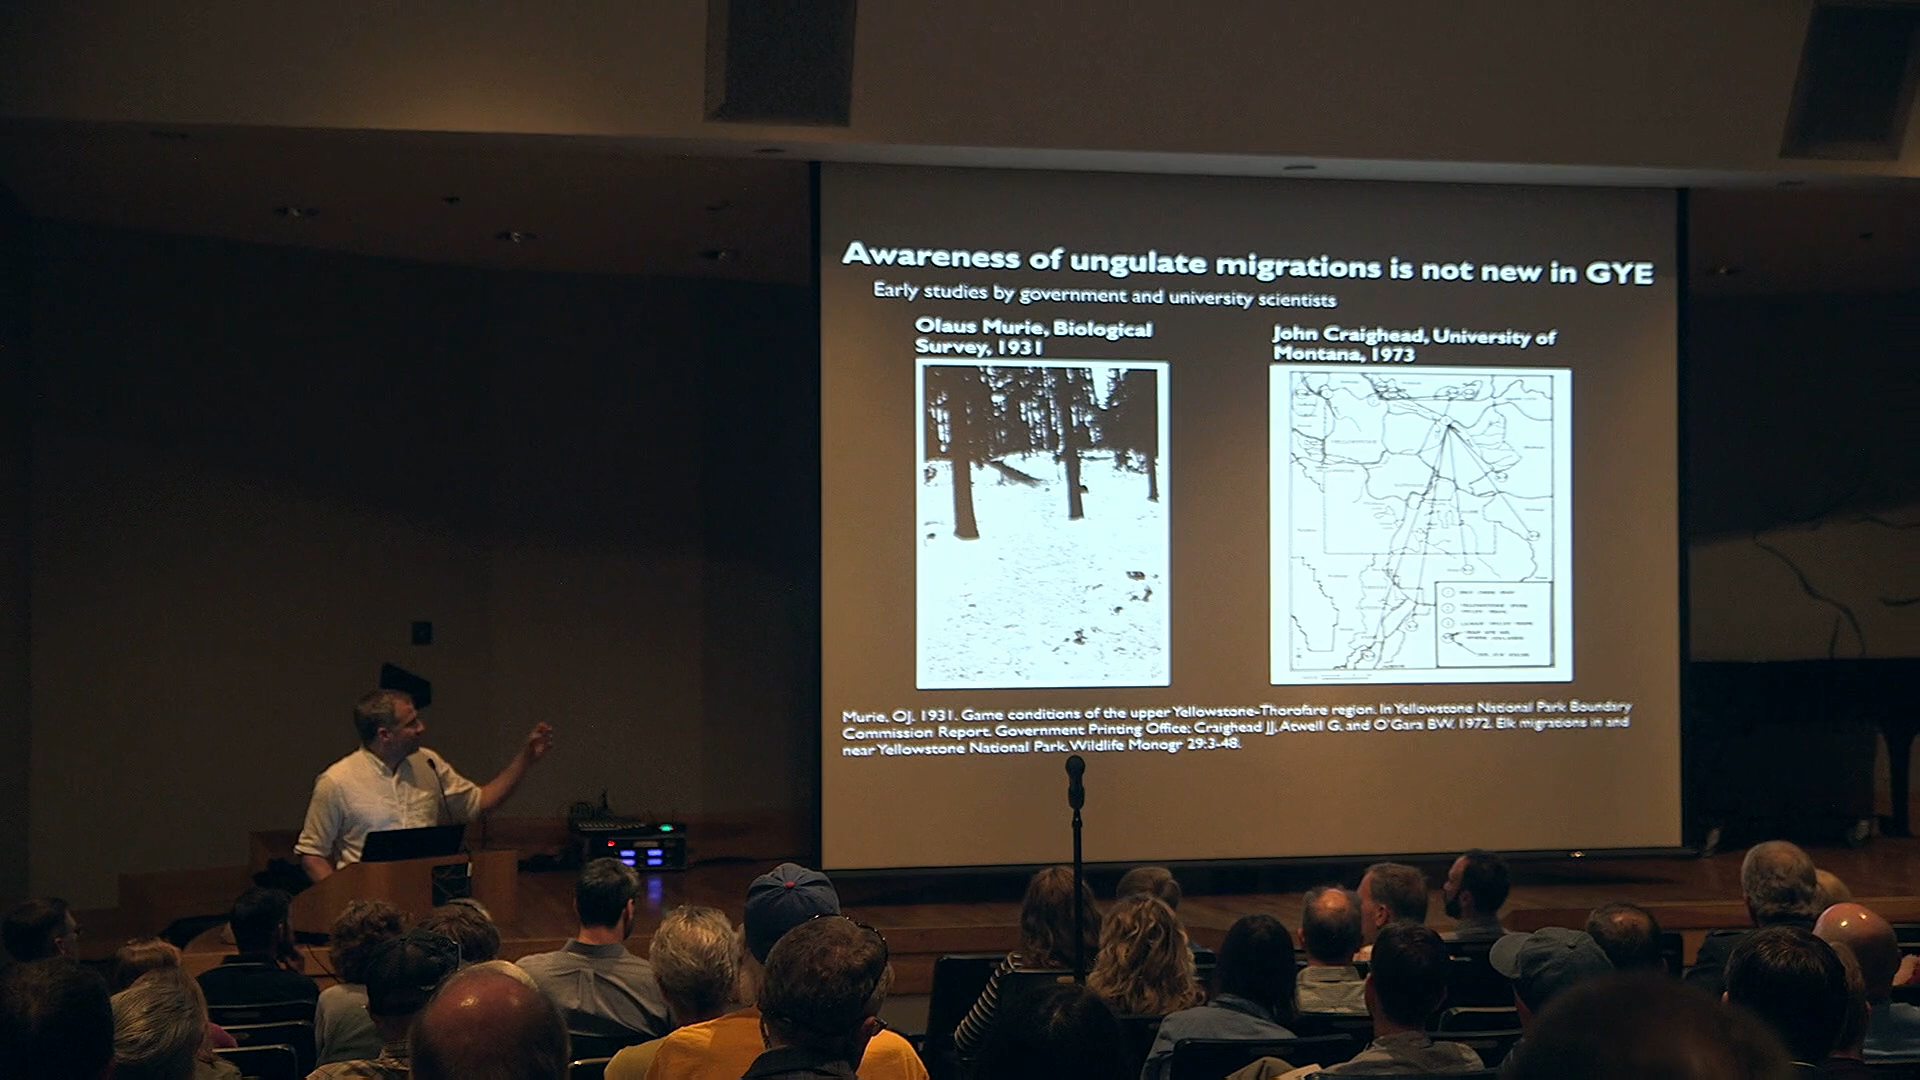 Awareness of ungulate migrations is not new in GYE
Early studies by government and university scientists
Olaus Murie, Biological
Survey, 1931
John Craighead, University of
Montana, 1973
Murie, OJ. 1931. Game conditions of the upper Yellowstone-Thorofare region. In Yellowstone National Park Boundary
Commission Report. Government Printing Office; Craighead JJ, Atwell G, and O'Gara BW. 1972. Elk migrations in and
near Yellowstone National Park. Wildlife Monogr 29:3-48.